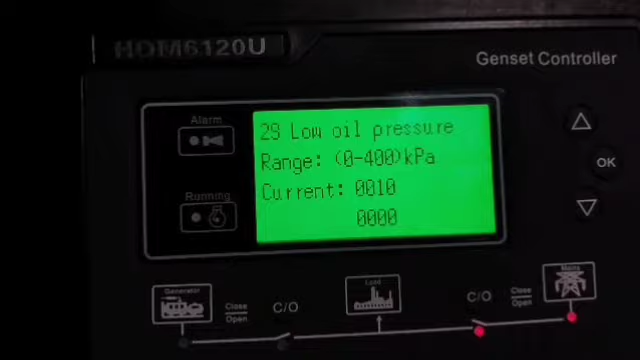 HGM6120U
Genset Controller
Alarm
29 Low oil pressure
Range: (0-400)kPa
OK
Current: 0010
Running
0000
Generator
Close
Open
C/O
Load
C/O
Close
Open
Mains